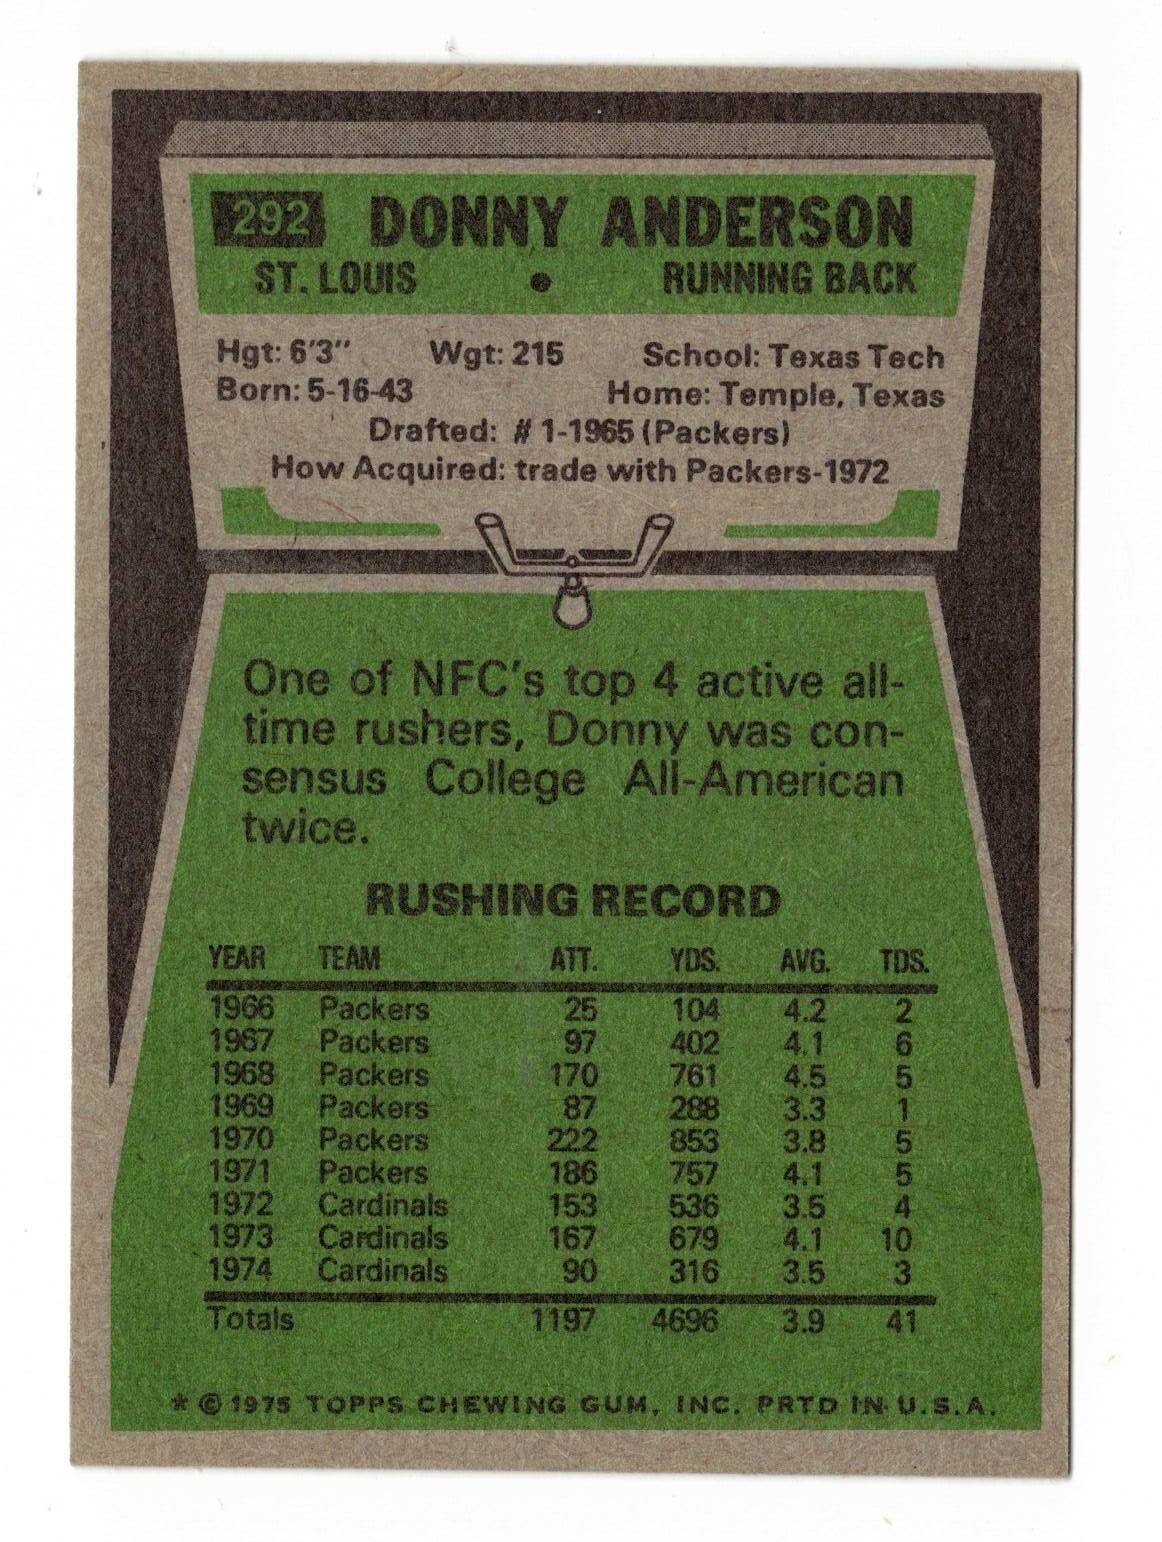 292 DONNY ANDERSON
ST. LOUIS • RUNNING BACK
Hgt: 6'3" Wgt: 215 School: Texas Tech
Born: 5-16-43 Home: Temple, Texas
Drafted: # 1-1965 (Packers)
How Acquired: trade with Packers-1972
One of NFC's top 4 active all-
time rushers, Donny was con-
sensus College All-American
twice.
RUSHING RECORD
YEAR TEAM ATT. YDS. AVG. TDS.
1966 Packers 25 104 4.2 2
1967 Packers 97 402 4.1 6
1968 Packers 170 761 4.5 5
1969 Packers 87 288 3.3 1
1970 Packers 222 853 3.8 5
1971 Packers 186 757 4.1 5
1972 Cardinals 153 536 3.5 4
1973 Cardinals 167 679 4.1 10
1974 Cardinals 90 316 3.5 3
Totals 1197 4696 3.9 41
* © 1975 TOPPS CHEWING GUM, INC. PRTD IN U.S.A.